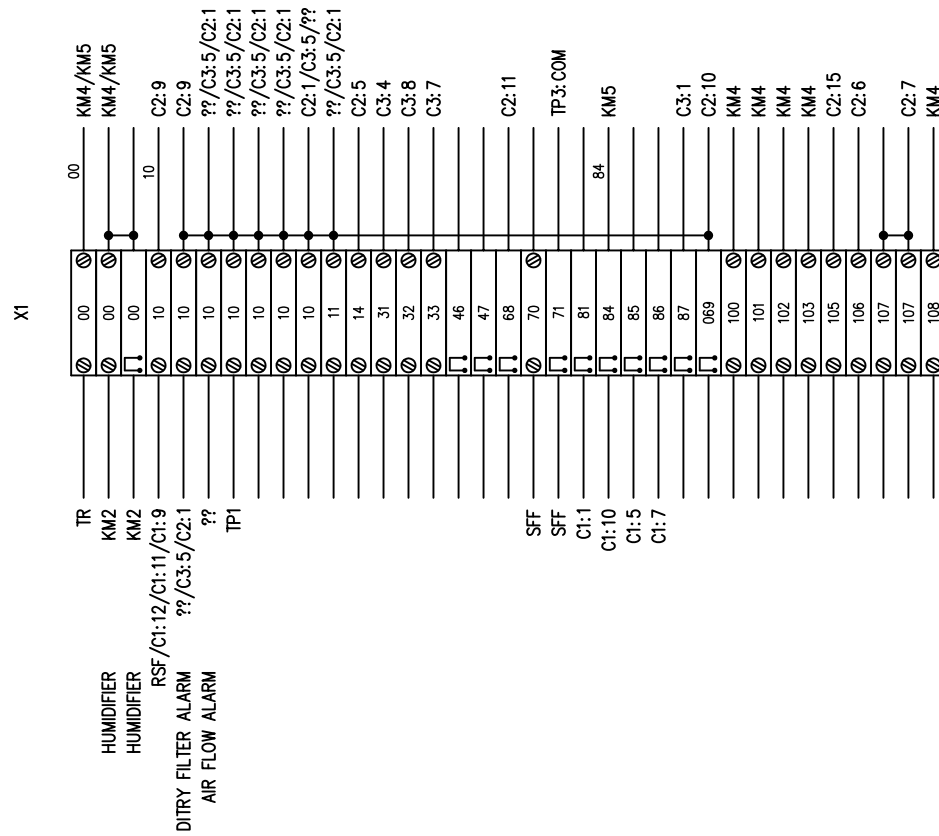 X1
KM4/KM5
KM4/KM5
C2:9
C2:9
??/C3:5/C2:1
??/C3:5/C2:1
??/C3:5/C2:1
??/C3:5/C2:1
C2:1/C3:5/??
??/C3:5/C2:1
C2:5
C3:4
C3:8
C3:7
C2:11
TP3:COM
KM5
C3:1
C2:10
KM4
KM4
KM4
KM4
C2:15
C2:6
C2:7
KM4
00
10
84
00
00
00
10
10
10
10
10
10
10
11
14
31
32
33
46
47
68
70
71
81
84
85
86
87
069
100
101
102
103
105
106
107
107
108
TR
KM2
KM2
RSF/C1:12/C1:11/C1:9
??/C3:5/C2:1
??
TP1
SFF
SFF
C1:1
C1:10
C1:5
C1:7
HUMIDIFIER
HUMIDIFIER
DITRY FILTER ALARM
AIR FLOW ALARM